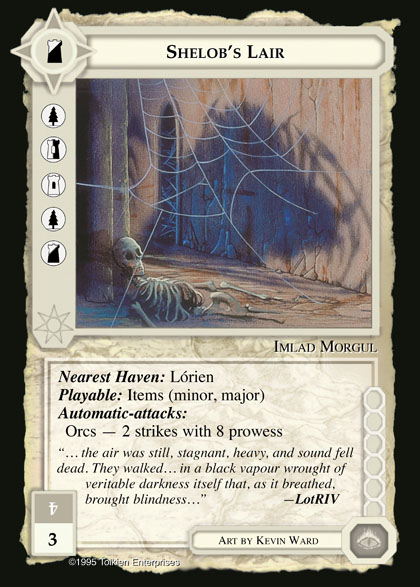 Shelob's Lair
Imlad Morgul
Nearest Haven: Lórien
Playable: Items (minor, major)
Automatic-attacks:
Orcs — 2 strikes with 8 prowess
“… the air was still, stagnant, heavy, and sound fell
dead. They walked… in a black vapour wrought of
veritable darkness itself that, as it breathed,
brought blindness…” —LotRIV
♄
3
Art by Kevin Ward
©1995 Tolkien Enterprises